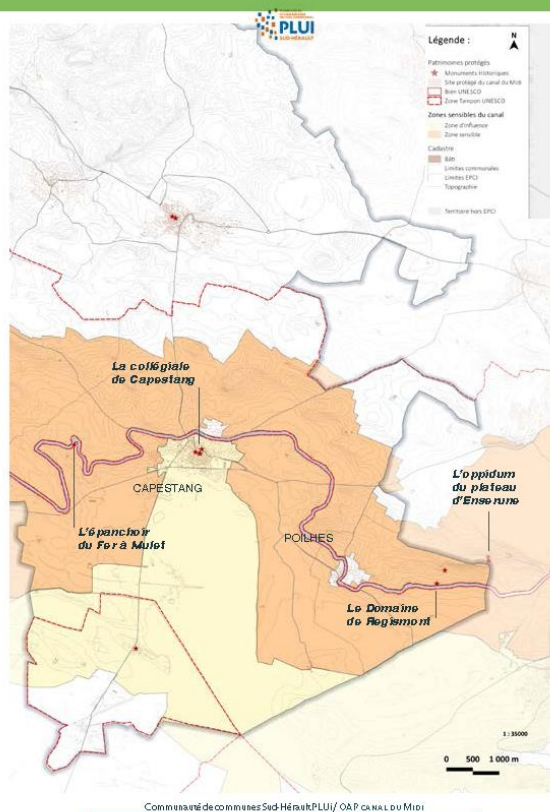 PLUI
SUD-HÉRAULT
Légende :
N
Patrimoines protégés
Monuments Historiques
Site protégé du canal du Midi
Bien UNESCO
Zone Tampon UNESCO
Zones sensibles du canal
Zone d'influence
Zone sensible
Cadastre
Bâti
Limites communales
Limites EPCI
Topographie
Territoire hors EPCI
La collégiale
de Capestang
CAPESTANG
L'oppidum
du plateau
d'Enserune
L'épanchoir
du Fer à Mulet
POILHES
Le Domaine
de Regismont
1 : 35000
0 500 1 000 m
Communauté de communes Sud-Hérault PLUi / OAP CANAL DU MIDI